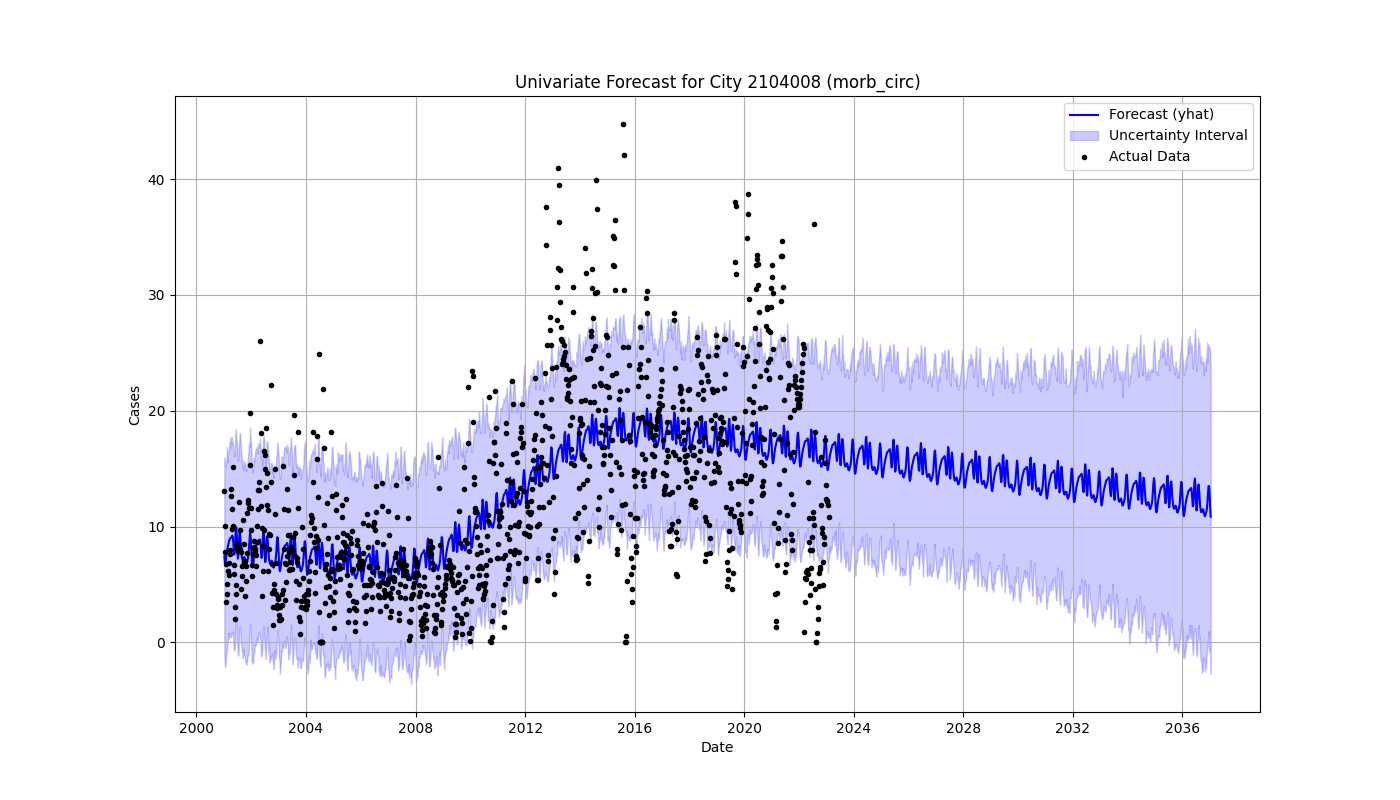 Univariate Forecast for City 2104008 (morb_circ)
Forecast (yhat)
Uncertainty Interval
Actual Data
Cases
40
30
20
10
0
2000 2004 2008 2012 2016 2020 2024 2028 2032 2036
Date